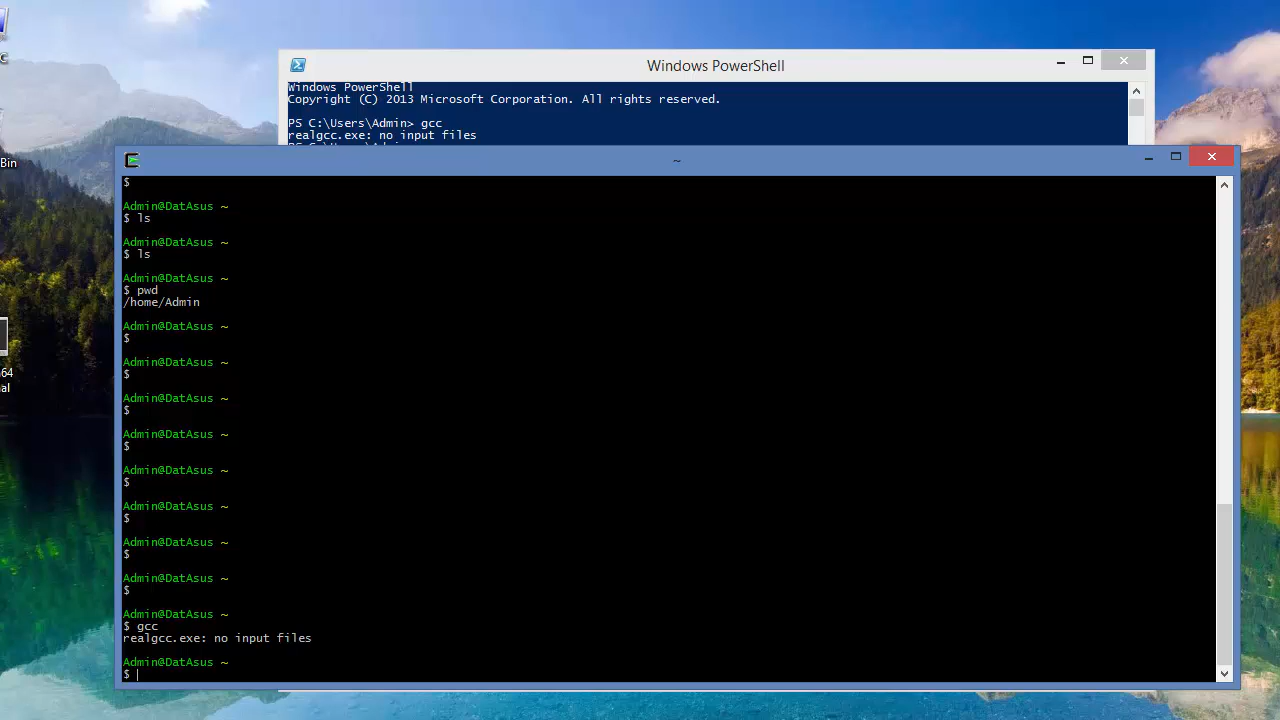 C
Windows PowerShell
Windows PowerShell
Copyright (C) 2013 Microsoft Corporation. All rights reserved.
PS C:\Users\Admin> gcc
realgcc.exe: no input files
Bin
~
$
Admin@DatAsus ~
$ ls
Admin@DatAsus ~
$ ls
Admin@DatAsus ~
$ pwd
/home/Admin
Admin@DatAsus ~
$
Admin@DatAsus ~
$
Admin@DatAsus ~
$
Admin@DatAsus ~
$
Admin@DatAsus ~
$
Admin@DatAsus ~
$
Admin@DatAsus ~
$
Admin@DatAsus ~
$
Admin@DatAsus ~
$ gcc
realgcc.exe: no input files
Admin@DatAsus ~
$
64
al